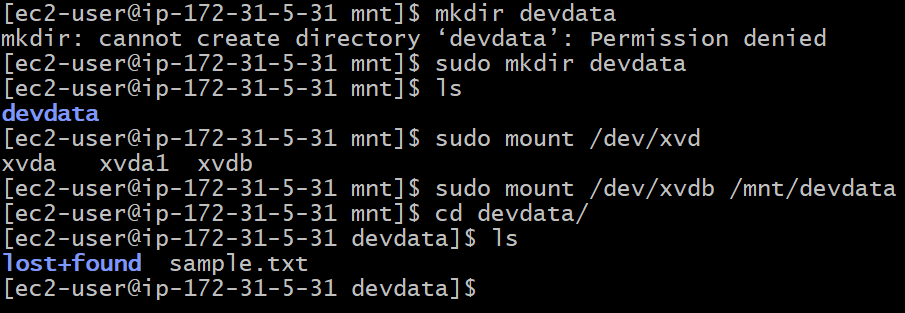 [ec2-user@ip-172-31-5-31 mnt]$ mkdir devdata
mkdir: cannot create directory ‘devdata’: Permission denied
[ec2-user@ip-172-31-5-31 mnt]$ sudo mkdir devdata
[ec2-user@ip-172-31-5-31 mnt]$ ls
devdata
[ec2-user@ip-172-31-5-31 mnt]$ sudo mount /dev/xvd
xvda   xvda1  xvdb
[ec2-user@ip-172-31-5-31 mnt]$ sudo mount /dev/xvdb /mnt/devdata
[ec2-user@ip-172-31-5-31 mnt]$ cd devdata/
[ec2-user@ip-172-31-5-31 devdata]$ ls
lost+found  sample.txt
[ec2-user@ip-172-31-5-31 devdata]$